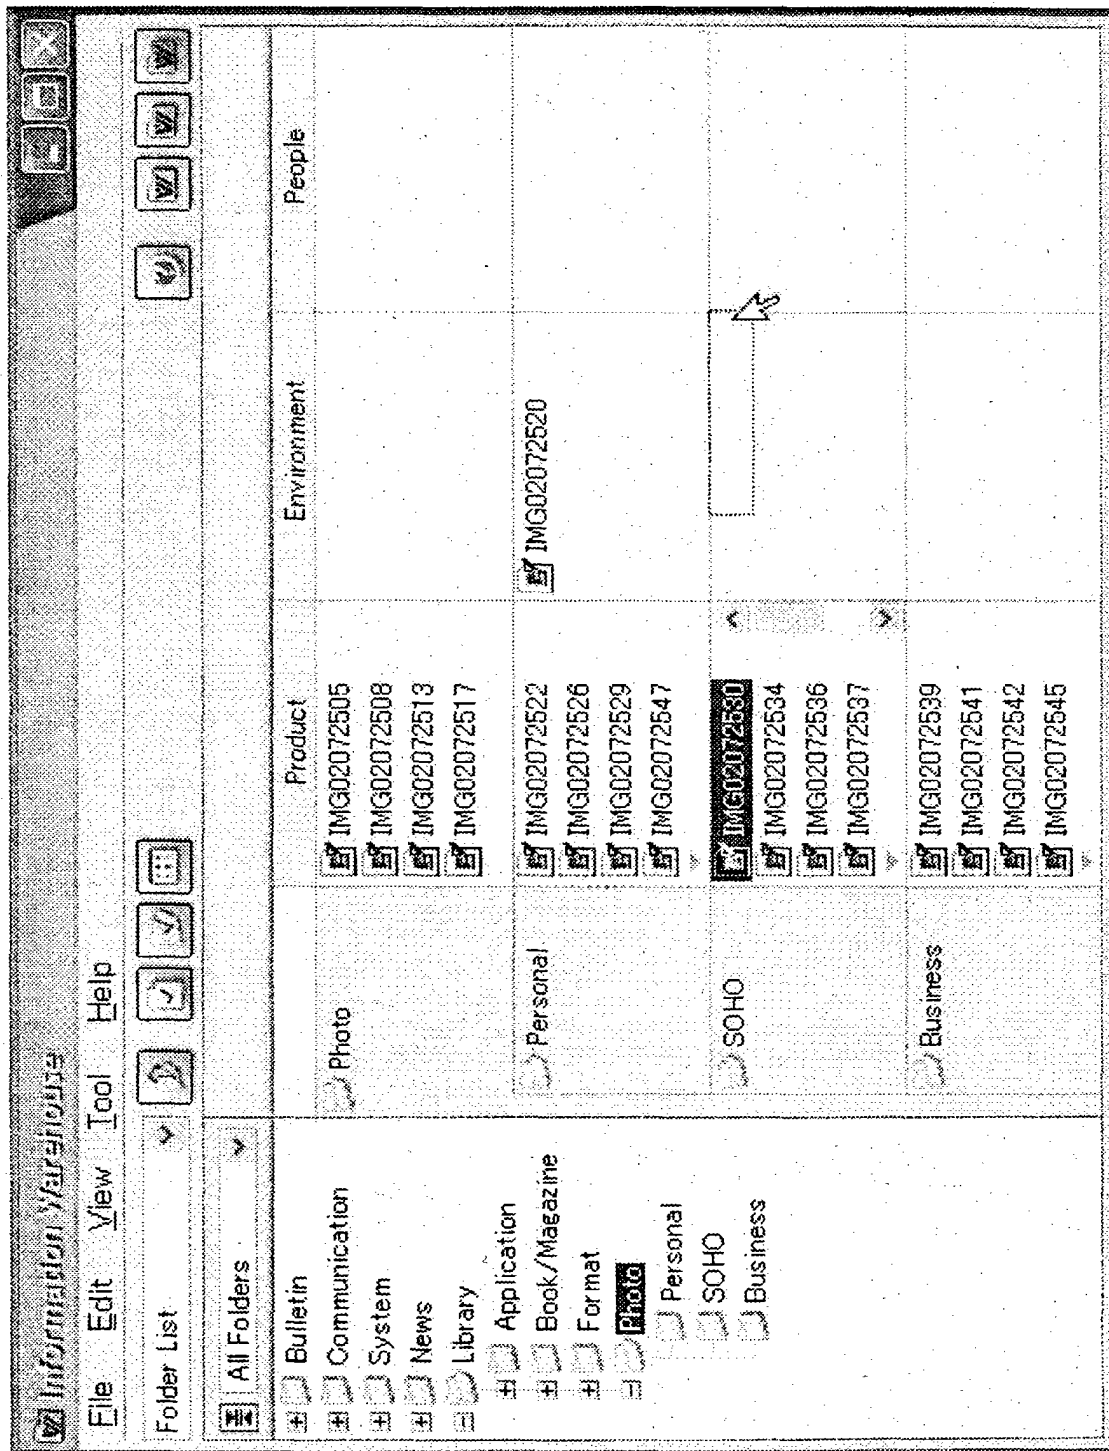 Information Warehouse
File Edit View Tool Help
Folder List
All Folders
Bulletin
Communication
System
News
Library
Application
Book/Magazine
Format
Photo
Personal
SOHO
Business
Product Environment People
Photo
IMG02072505
IMG02072508
IMG02072513
IMG02072517
Personal
IMG02072522 IMG02072520
IMG02072526
IMG02072529
IMG02072547
SOHO
IMG02072530
IMG02072534
IMG02072536
IMG02072537
Business
IMG02072539
IMG02072541
IMG02072542
IMG02072545